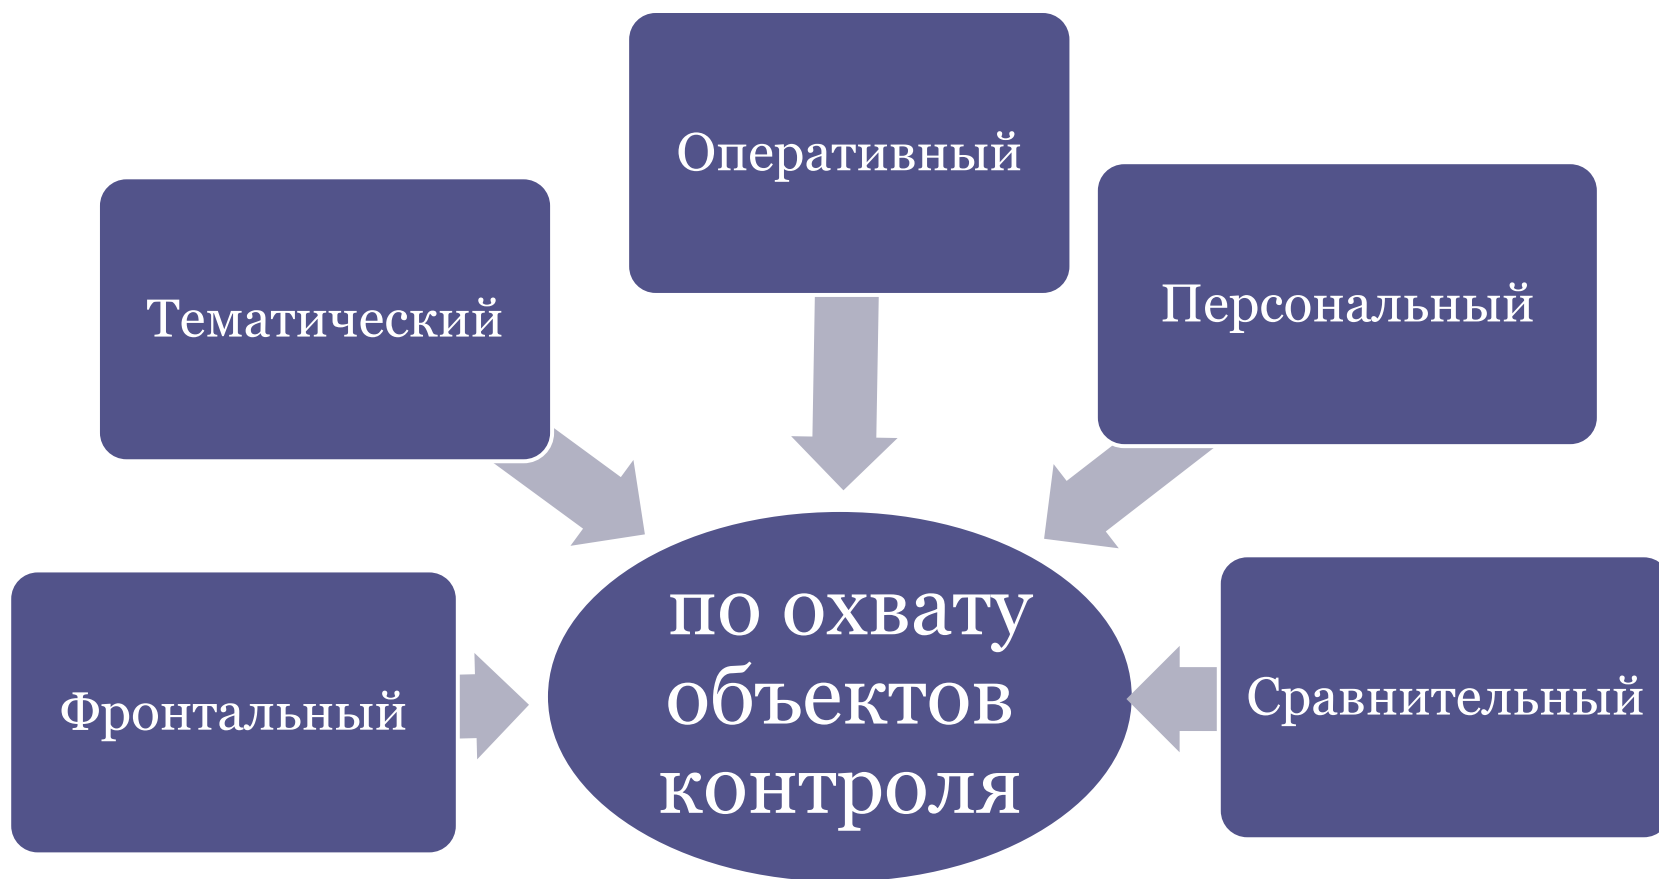 Оперативный
Тематический
Персональный
Фронтальный
по охвату
объектов
контроля
Сравнительный